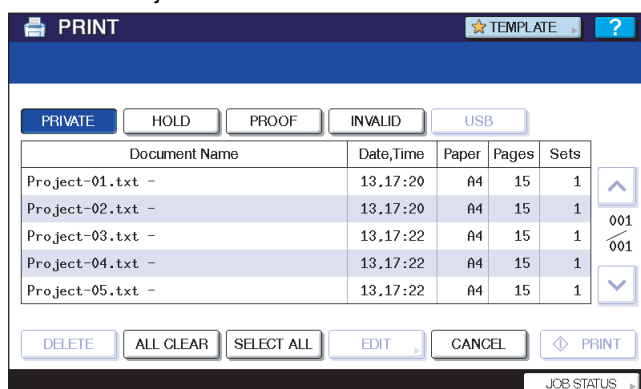 PRINT TEMPLATE ?
PRIVATE HOLD PROOF INVALID USB
Document Name Date,Time Paper Pages Sets
Project-01.txt - 13,17:20 A4 15 1
Project-02.txt - 13,17:20 A4 15 1
Project-03.txt - 13,17:22 A4 15 1
Project-04.txt - 13,17:22 A4 15 1
Project-05.txt - 13,17:22 A4 15 1
001
001
DELETE ALL CLEAR SELECT ALL EDIT CANCEL PRINT
JOB STATUS